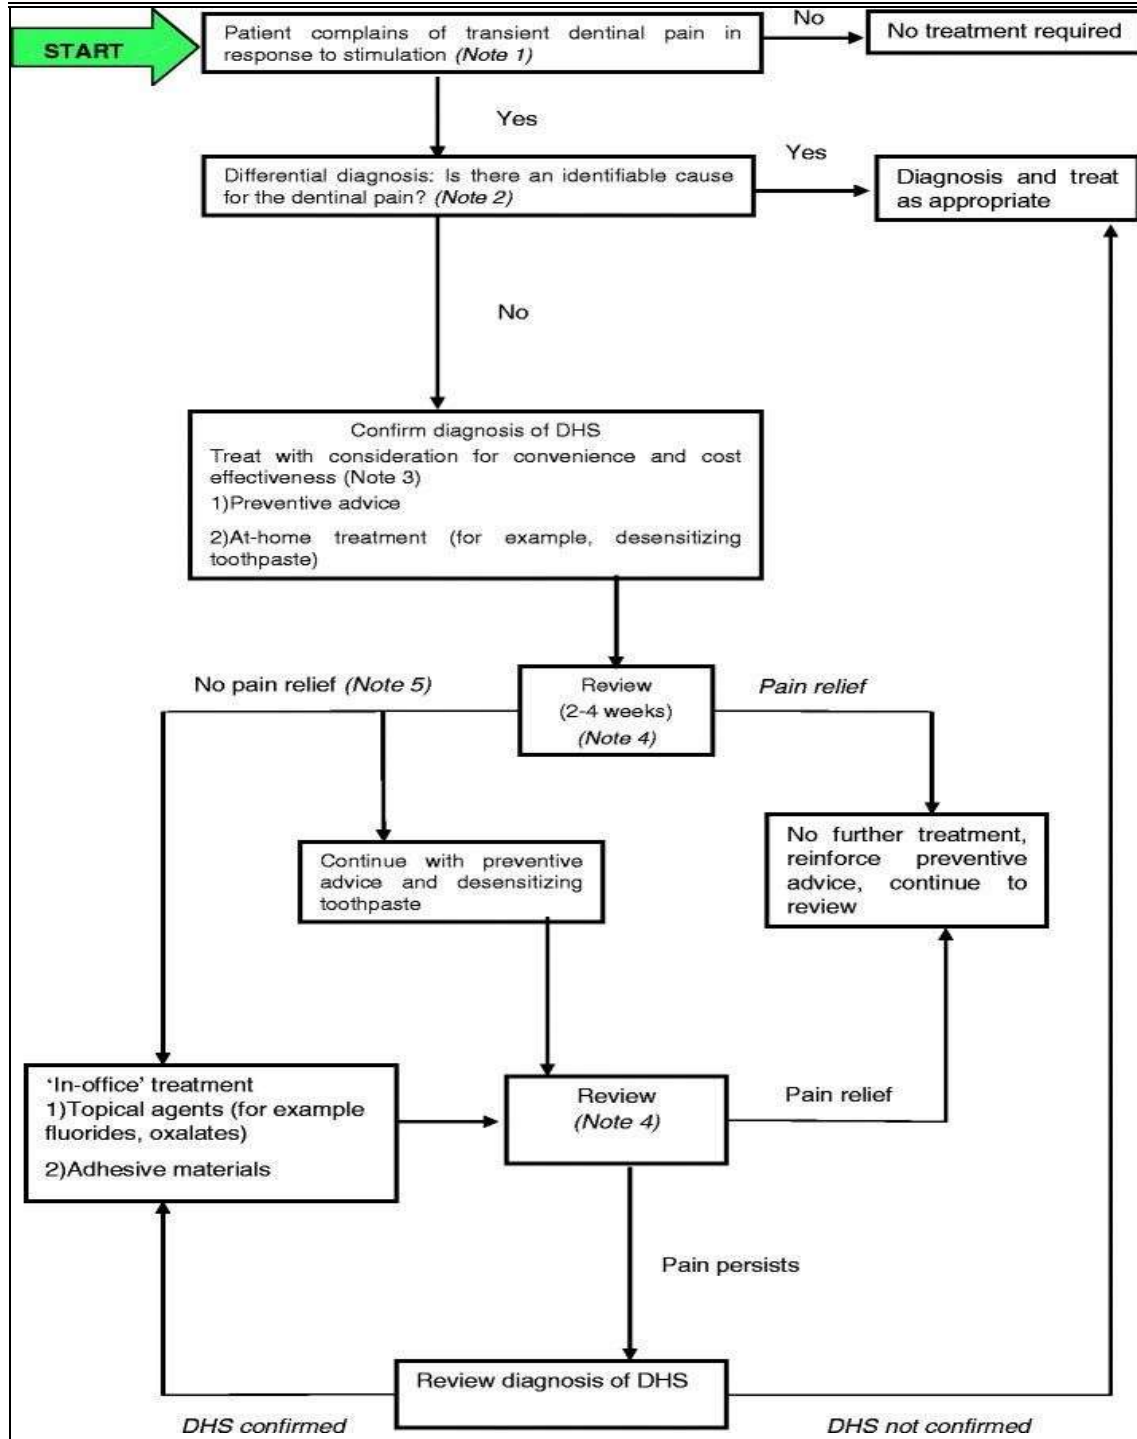 START
Patient complains of transient dentinal pain in
response to stimulation (Note 1)
No
No treatment required
Yes
Differential diagnosis: Is there an identifiable cause
for the dentinal pain? (Note 2)
Yes
Diagnosis and treat
as appropriate
No
Confirm diagnosis of DHS
Treat with consideration for convenience and cost
effectiveness (Note 3)
1)Preventive advice
2)At-home treatment (for example, desensitizing
toothpaste)
No pain relief (Note 5)
Review
(2-4 weeks)
(Note 4)
Pain relief
Continue with preventive
advice and desensitizing
toothpaste
No further treatment,
reinforce preventive
advice, continue to
review
'In-office' treatment
1)Topical agents (for example
fluorides, oxalates)
2)Adhesive materials
Review
(Note 4)
Pain relief
Pain persists
Review diagnosis of DHS
DHS confirmed
DHS not confirmed